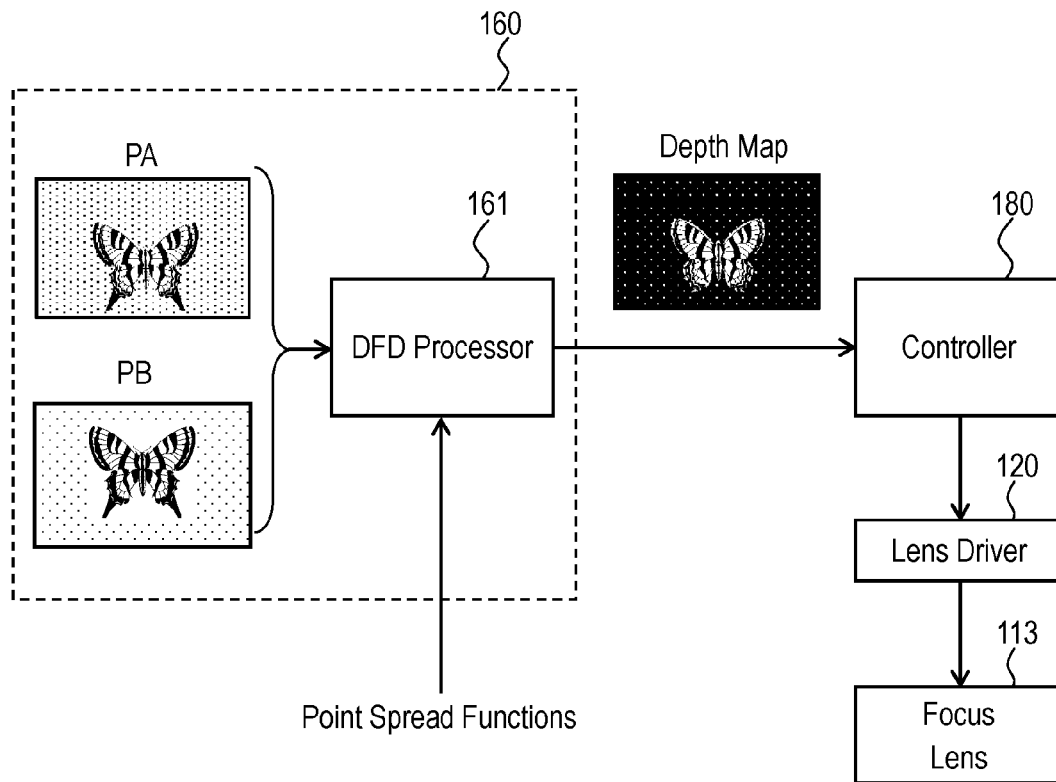 160
PA
Depth Map
161
180
DFD Processor
Controller
PB
120
Lens Driver
113
Point Spread Functions
Focus
Lens